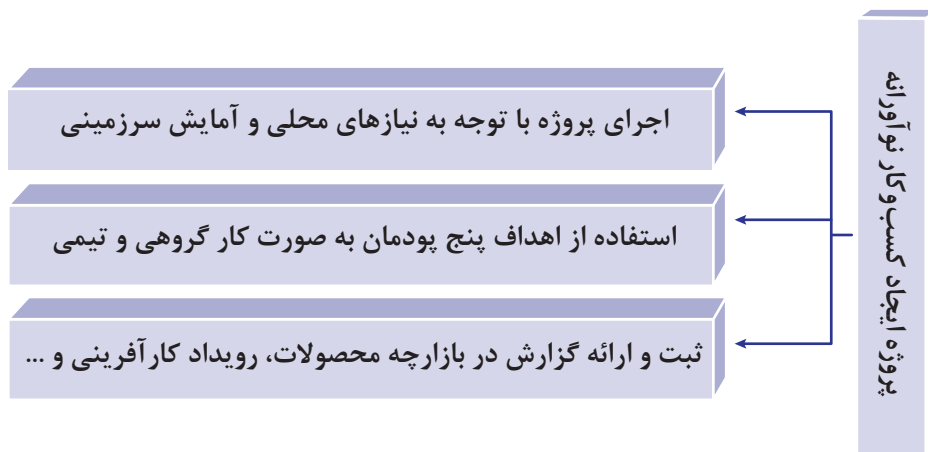 پروژه ایجاد کسب‌وکار نوآورانه
اجرای پروژه با توجه به نیازهای محلی و آمایش سرزمینی
استفاده از اهداف پنج پودمان به صورت کار گروهی و تیمی
ثبت و ارائه گزارش در بازارچه محصولات، رویداد کارآفرینی و ...